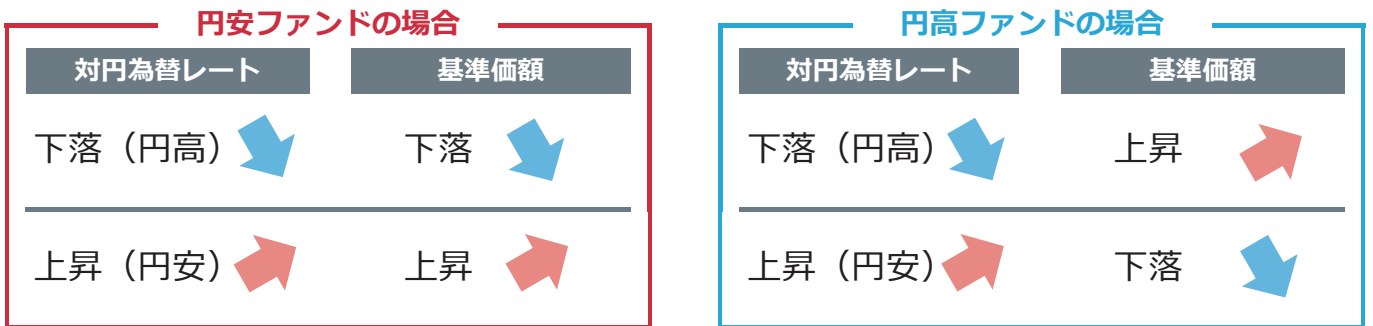 円安ファンドの場合
対円為替レート 基準価額
下落（円高） 下落
上昇（円安） 上昇
円高ファンドの場合
対円為替レート 基準価額
下落（円高） 上昇
上昇（円安） 下落